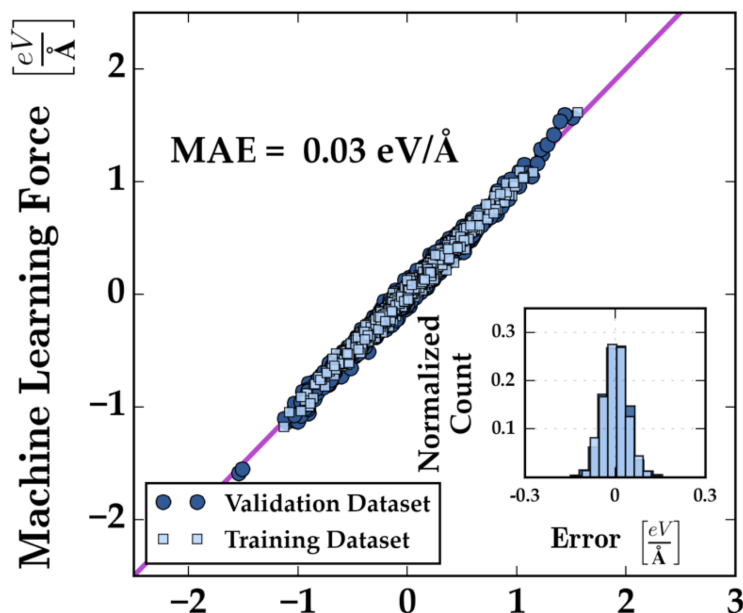 Machine Learning Force [eV/Å]
2
1
0
−1
−2
MAE = 0.03 eV/Å
Normalized
Count
0.3
0.2
0.1
-0.3 0 0.3
Error [eV/Å]
Validation Dataset
Training Dataset
−2 −1 0 1 2 3